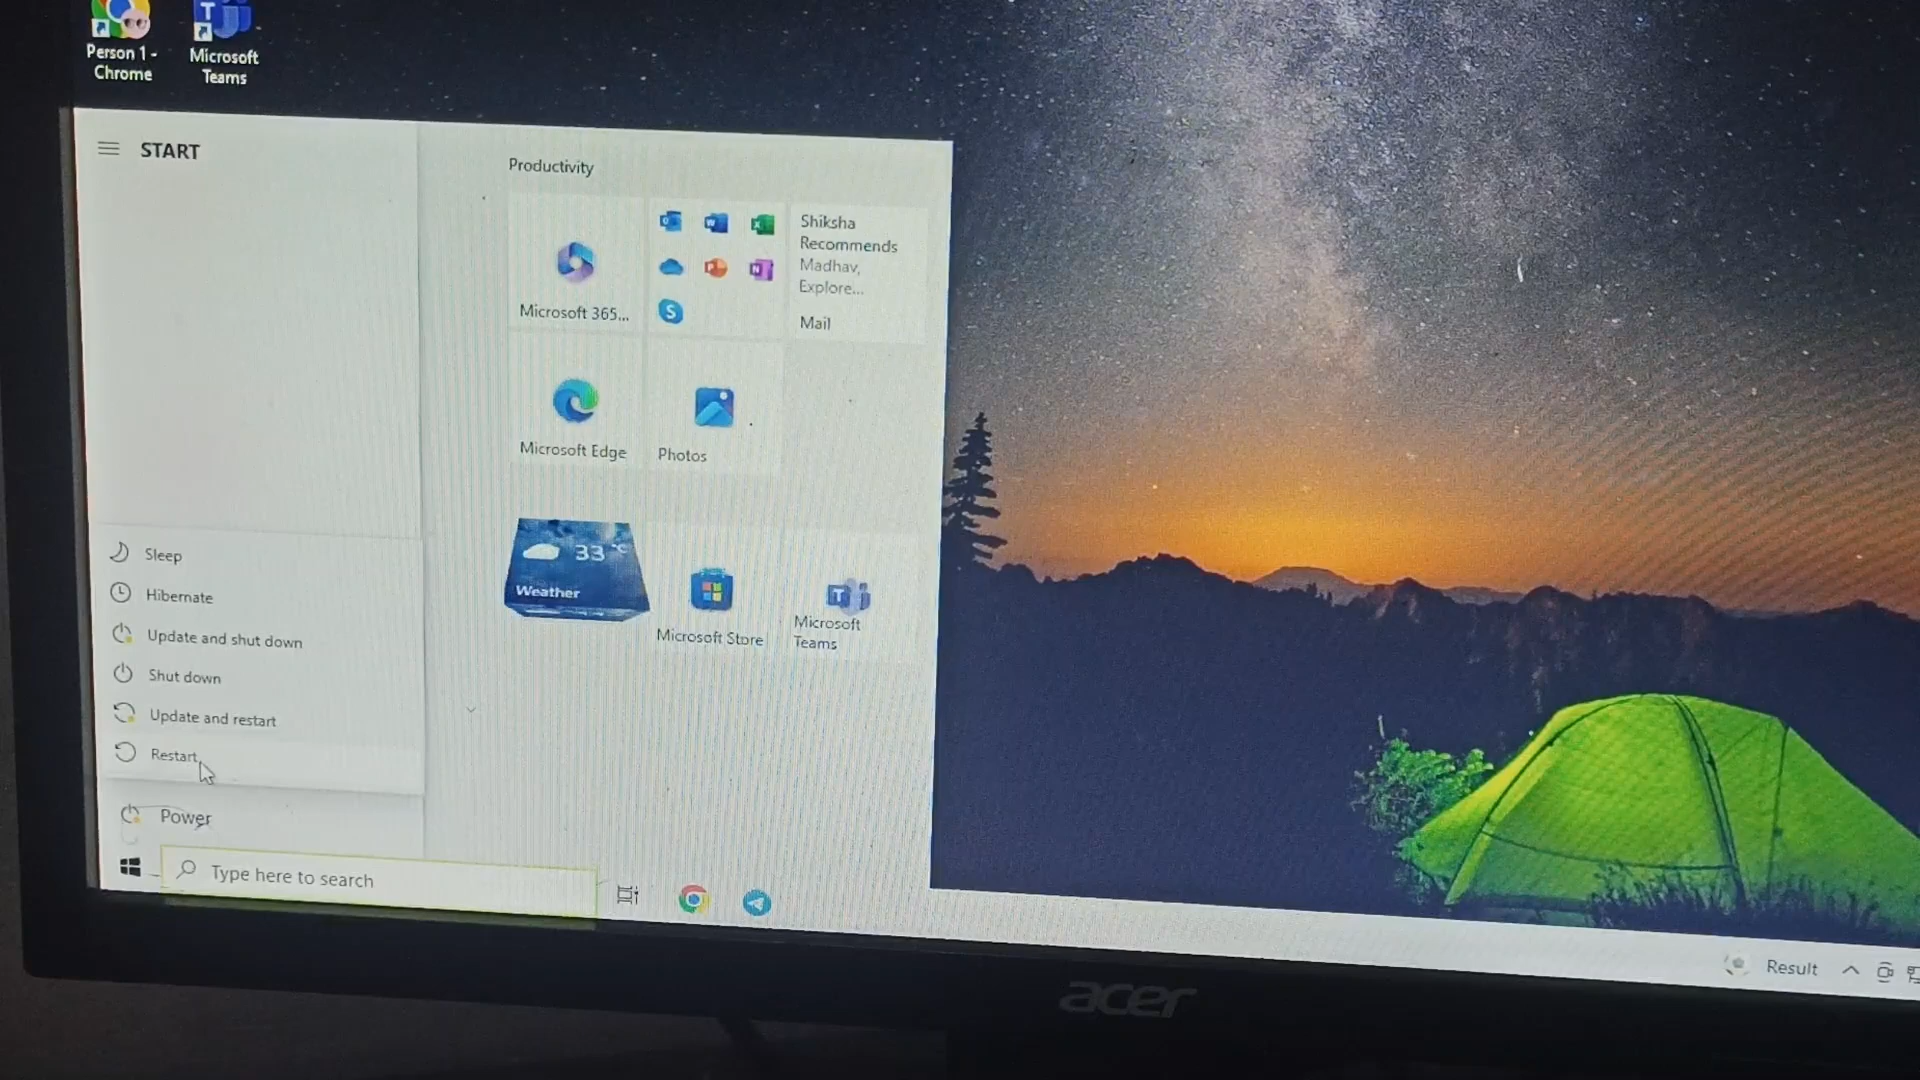 Person 1 -
Chrome
Microsoft
Teams
START
Productivity
Microsoft 365...
Shiksha
Recommends
Madhav,
Explore...
Mail
Microsoft Edge
Photos
33°C
Weather
Microsoft Store
Microsoft
Teams
Sleep
Hibernate
Update and shut down
Shut down
Update and restart
Restart
Power
Type here to search
Result
acer